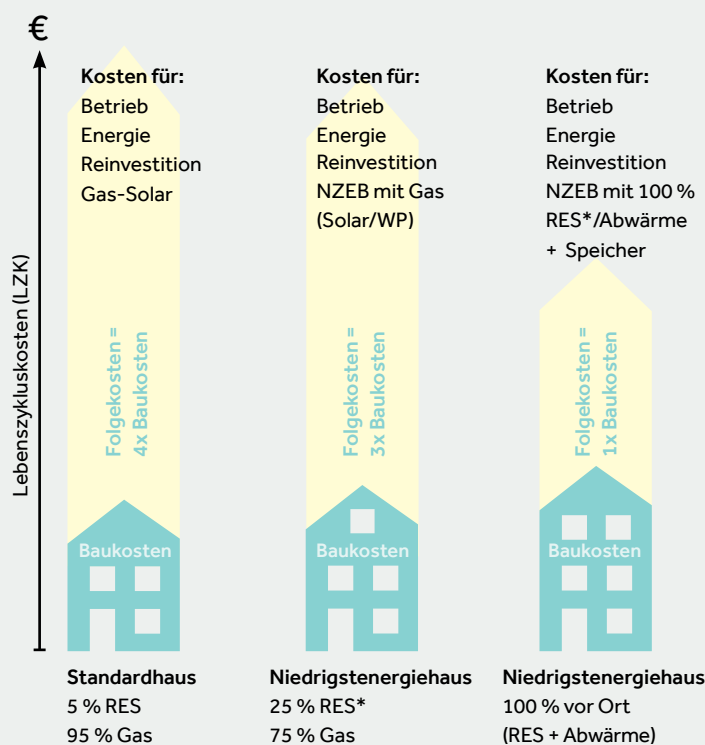 €
Lebenszykluskosten (LZK)
Kosten für:
Betrieb
Energie
Reinvestition
Gas-Solar
Folgekosten =
4x Baukosten
Baukosten
Standardhaus
5 % RES
95 % Gas
Kosten für:
Betrieb
Energie
Reinvestition
NZEB mit Gas
(Solar/WP)
Folgekosten =
3x Baukosten
Baukosten
Niedrigstenergiehaus
25 % RES*
75 % Gas
Kosten für:
Betrieb
Energie
Reinvestition
NZEB mit 100 %
RES*/Abwärme
+ Speicher
Folgekosten =
1x Baukosten
Baukosten
Niedrigstenergiehaus
100 % vor Ort
(RES + Abwärme)